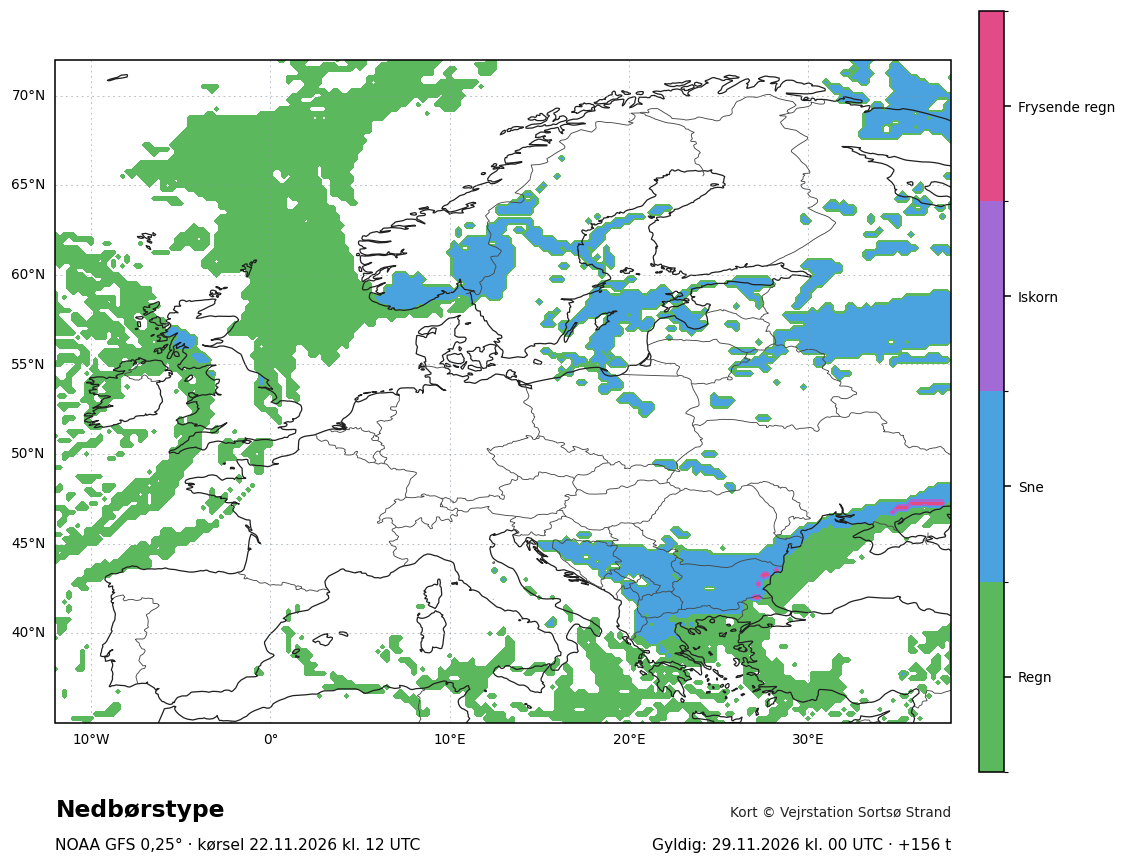 Frysende regn
Iskorn
Sne
Regn
70°N
65°N
60°N
55°N
50°N
45°N
40°N
10°W
0°
10°E
20°E
30°E
Nedbørstype
Kort © Vejrstation Sortsø Strand
NOAA GFS 0,25° · kørsel 22.11.2026 kl. 12 UTC
Gyldig: 29.11.2026 kl. 00 UTC · +156 t